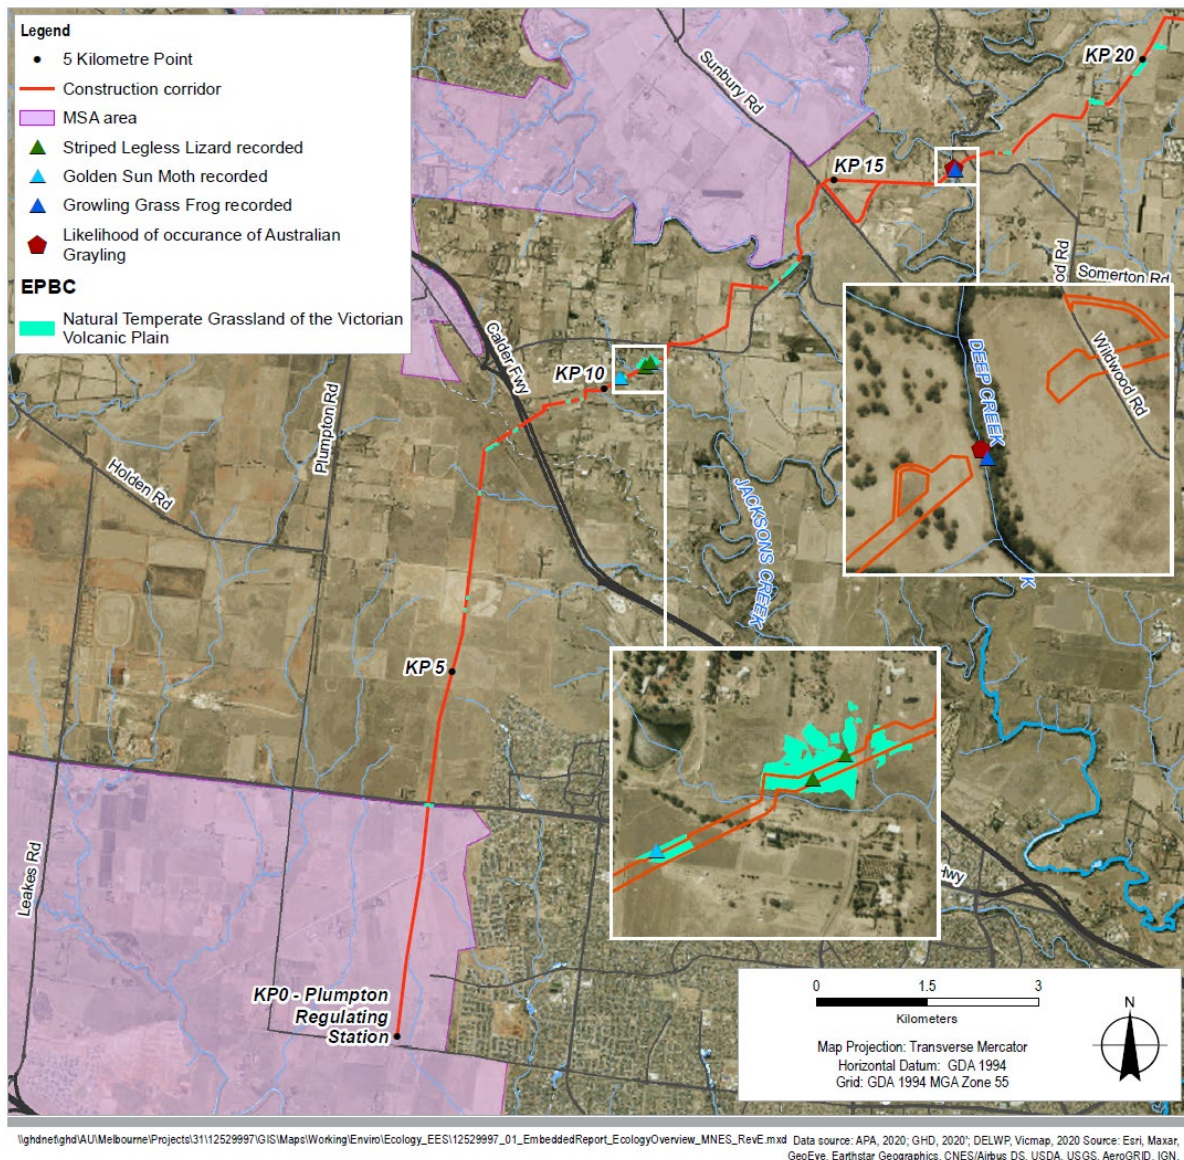 Legend
5 Kilometre Point
Construction corridor
MSA area
Striped Legless Lizard recorded
Golden Sun Moth recorded
Growling Grass Frog recorded
Likelihood of occurance of Australian
Grayling
EPBC
Natural Temperate Grassland of the Victorian
Volcanic Plain
KP 20
Sunbury Rd
KP 15
od Rd
Somerton Rd
Calder Fwy
KP 10
Plumpton Rd
Holden Rd
DEEP CREEK
Wildwood Rd
JACKSONS CREEK
K
KP 5
Leakes Rd
Hwy
KP0 - Plumpton
Regulating
Station
0 1.5 3
Kilometers
Map Projection: Transverse Mercator
Horizontal Datum: GDA 1994
Grid: GDA 1994 MGA Zone 55
N
\\ghdnet\ghd\AU\Melbourne\Projects\31\12529997\GIS\Maps\Working\Enviro\Ecology_EES\12529997_01_EmbeddedReport_EcologyOverview_MNES_RevE.mxd
Data source: APA, 2020; GHD, 2020'; DELWP, Vicmap, 2020 Source: Esri, Maxar,
GeoEye, Earthstar Geographics, CNES/Airbus DS, USDA, USGS, AeroGRID, IGN,